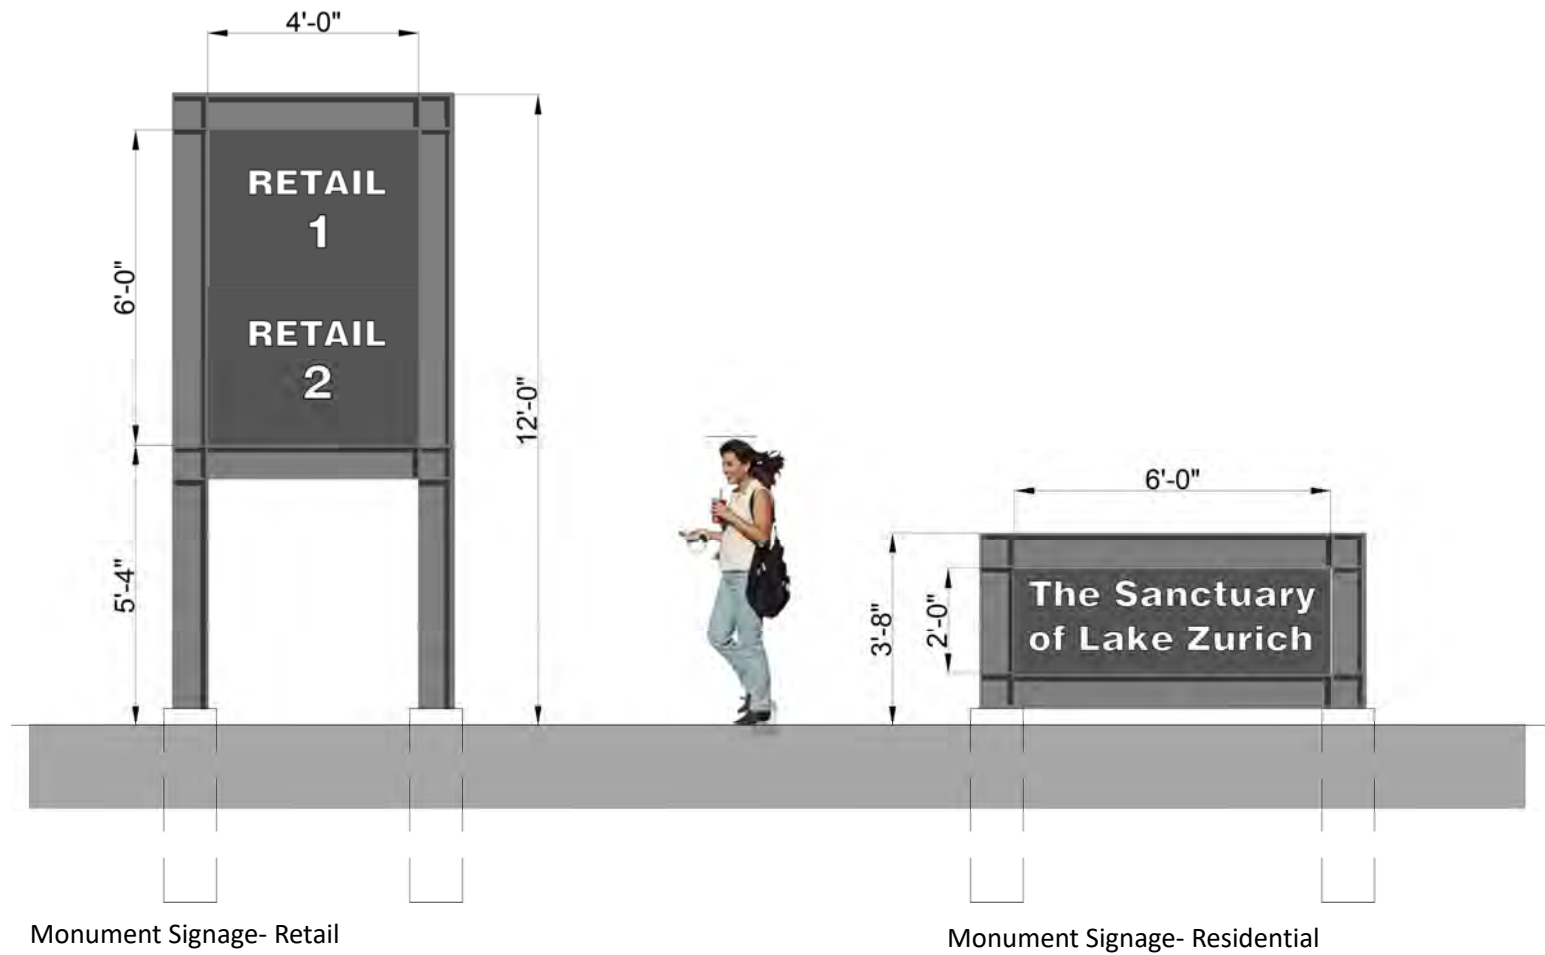 4'-0"
RETAIL
1
6'-0"
RETAIL
2
12'-0"
5'-4"
6'-0"
3'-8"
2'-0"
The Sanctuary
of Lake Zurich
Monument Signage- Retail
Monument Signage- Residential